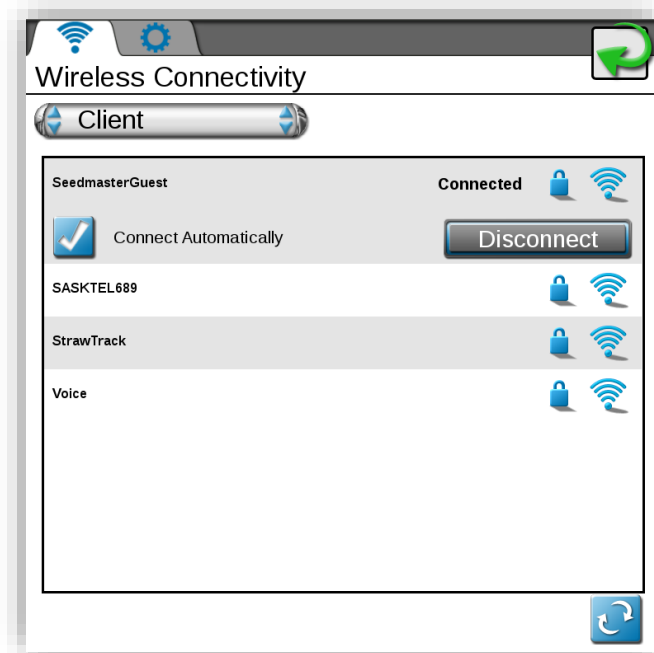 Wireless Connectivity
Client
SeedmasterGuest Connected
Connect Automatically Disconnect
SASKTEL689
StrawTrack
Voice